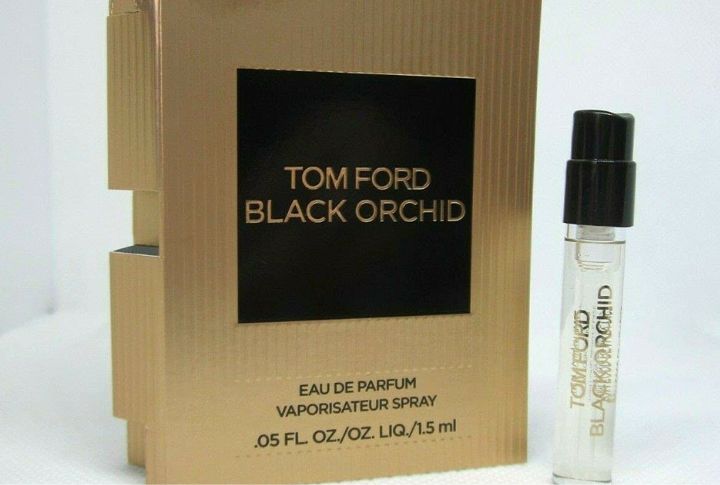 TOM FORD
BLACK ORCHID
EAU DE PARFUM
VAPORISATEUR SPRAY
.05 FL. OZ./OZ. LIQ./1.5 ml
TOM FORD
BLACK ORCHID